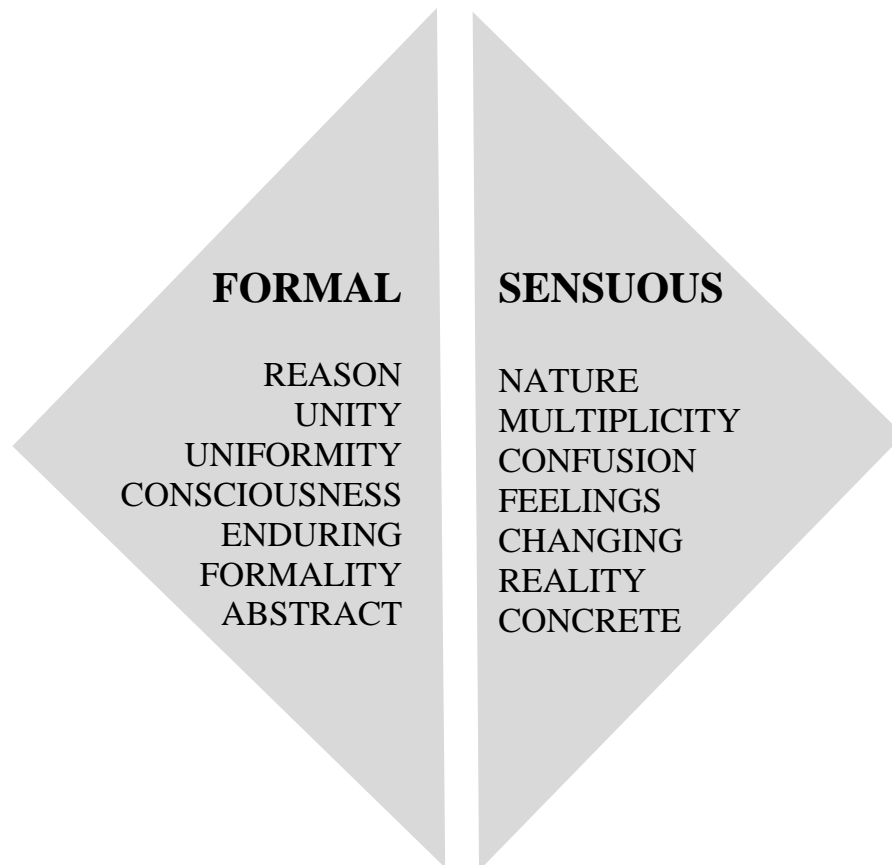 FORMAL
REASON
UNITY
UNIFORMITY
CONSCIOUSNESS
ENDURING
FORMALITY
ABSTRACT
SENSUOUS
NATURE
MULTIPLICITY
CONFUSION
FEELINGS
CHANGING
REALITY
CONCRETE